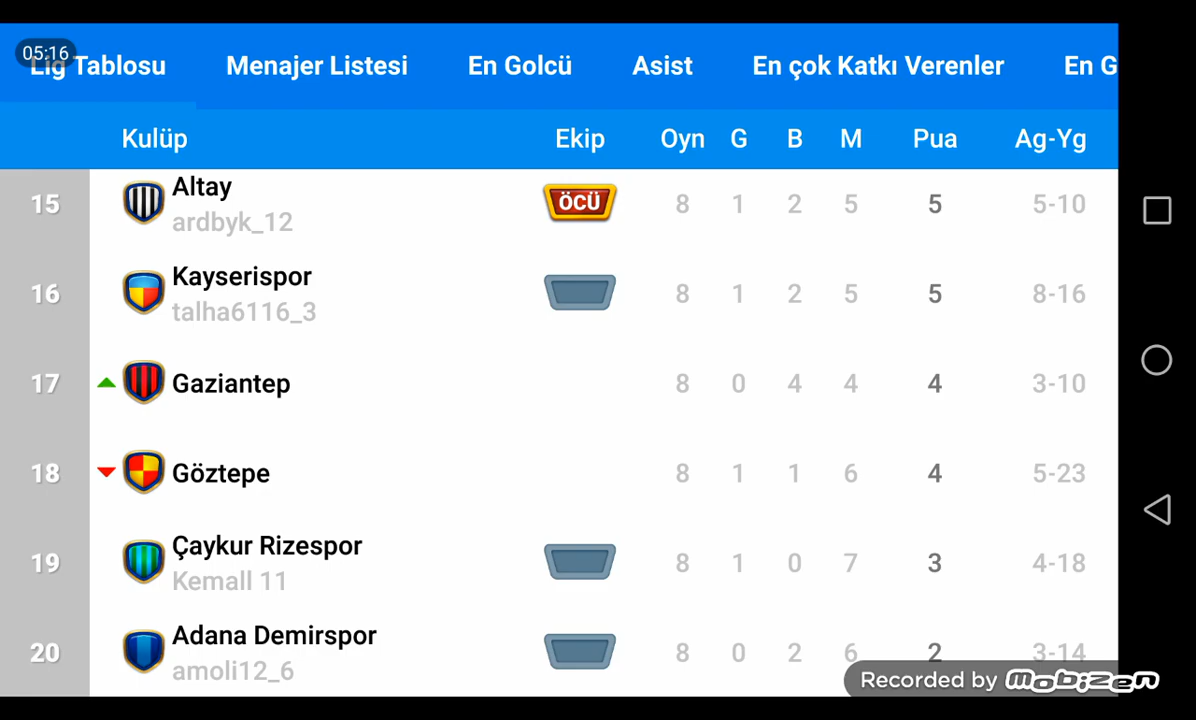 05:16
Lig Tablosu Menajer Listesi En Golcü Asist En çok Katkı Verenler En G
Kulüp Ekip Oyn G B M Pua Ag-Yg
15 Altay ÖCÜ 8 1 2 5 5 5-10
ardbyk_12
16 Kayserispor 8 1 2 5 5 8-16
talha6116_3
17 Gaziantep 8 0 4 4 4 3-10
18 Göztepe 8 1 1 6 4 5-23
19 Çaykur Rizespor 8 1 0 7 3 4-18
Kemall 11
20 Adana Demirspor 8 0 2 6 2 3-14
amoli12_6
Recorded by mobizen